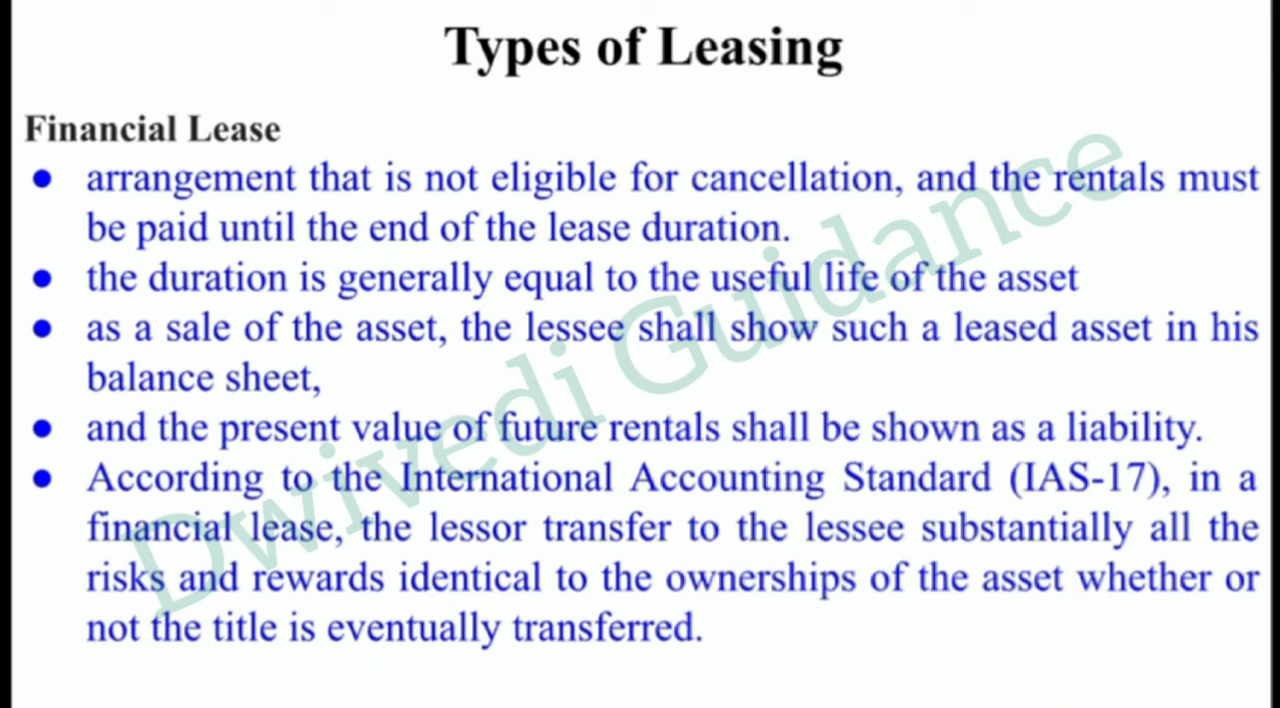 Types of Leasing
Financial Lease
● arrangement that is not eligible for cancellation, and the rentals must
be paid until the end of the lease duration.
● the duration is generally equal to the useful life of the asset
● as a sale of the asset, the lessee shall show such a leased asset in his
balance sheet,
● and the present value of future rentals shall be shown as a liability.
● According to the International Accounting Standard (IAS-17), in a
financial lease, the lessor transfer to the lessee substantially all the
risks and rewards identical to the ownerships of the asset whether or
not the title is eventually transferred.
Dwivedi Guidance